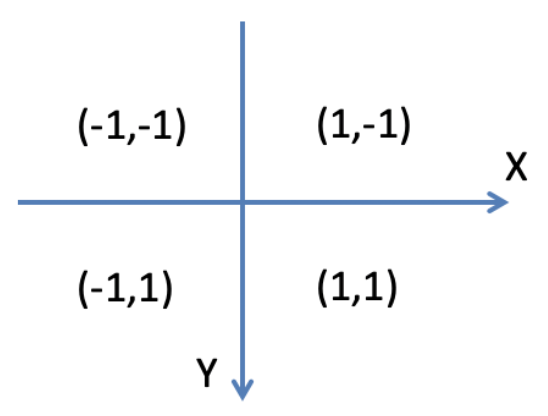 (-1,-1) (1,-1)
X
(-1,1) (1,1)
Y